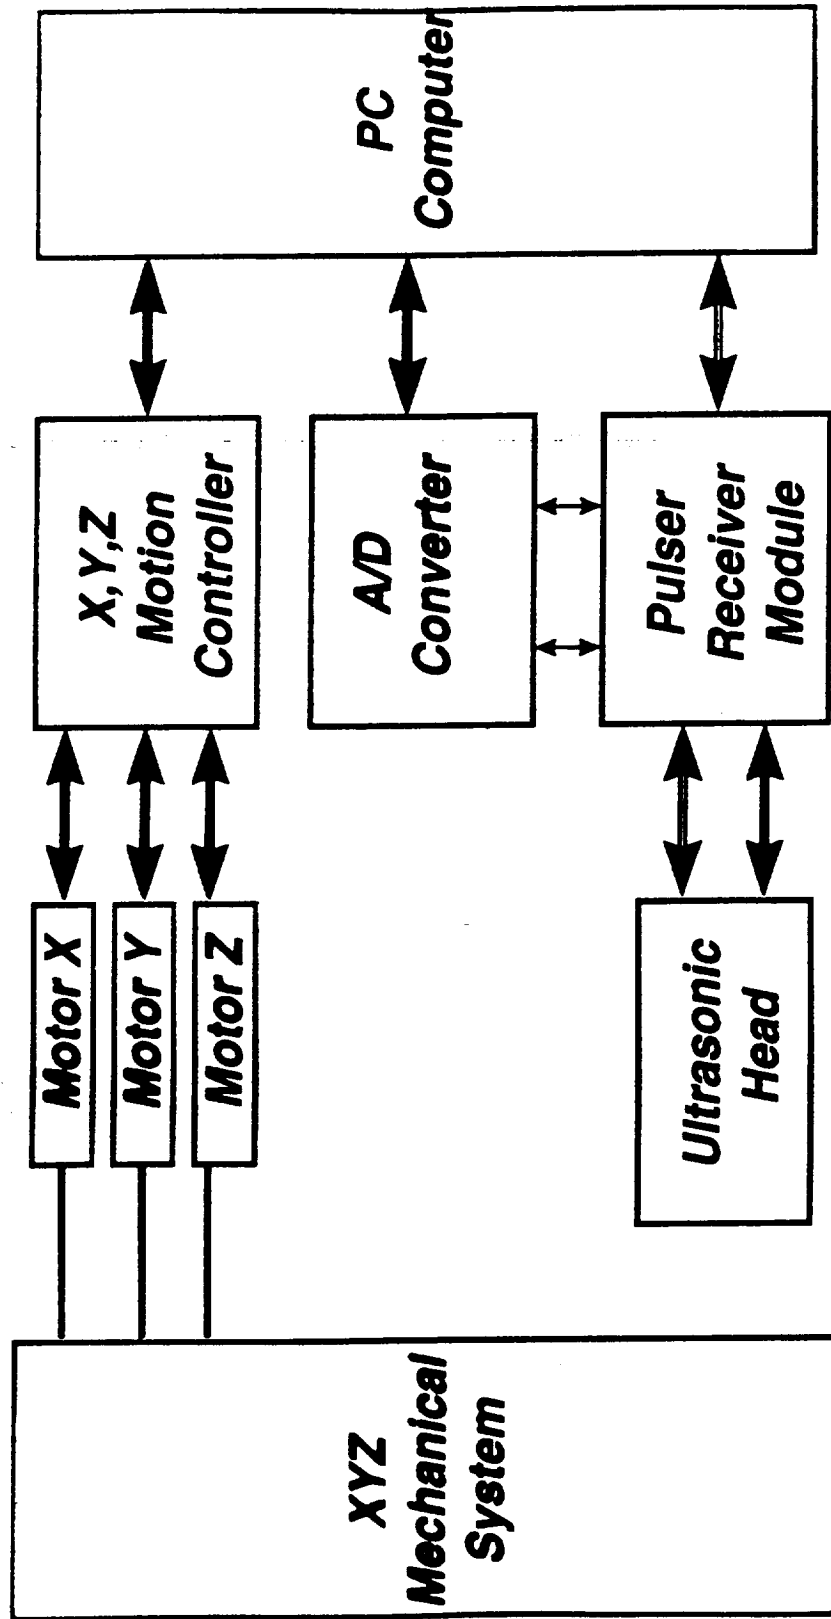 XYZ
Mechanical
System
Motor X
Motor Y
Motor Z
Ultrasonic
Head
X,Y,Z
Motion
Controller
A/D
Converter
Pulser
Receiver
Module
PC
Computer